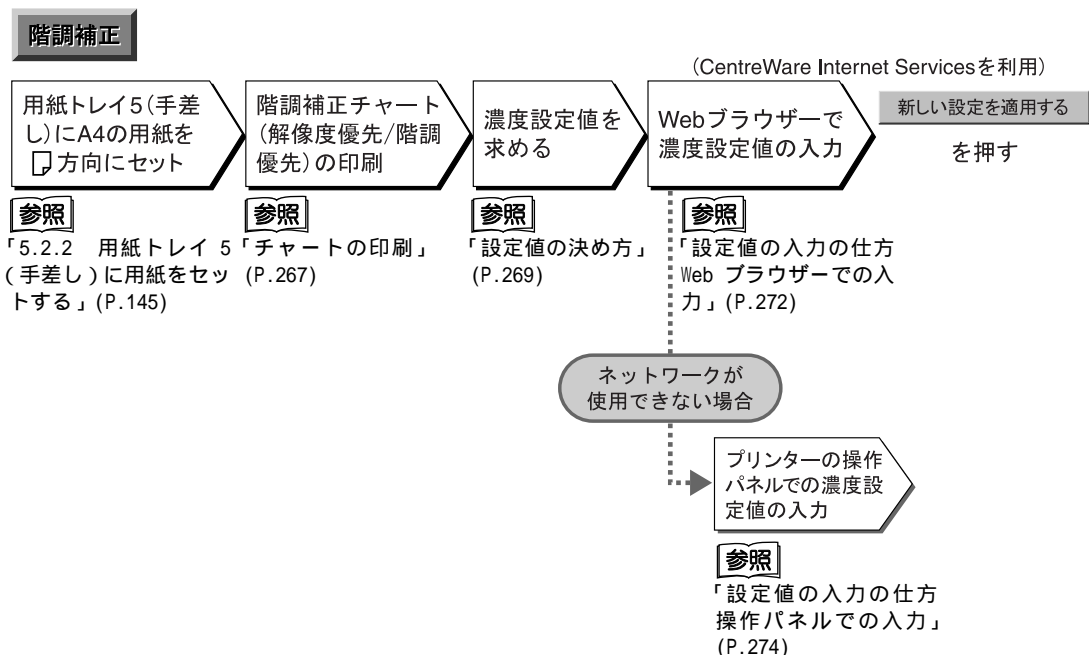 階調補正
(CentreWare Internet Servicesを利用)
用紙トレイ5(手差
し)にA4の用紙を
方向にセット
階調補正チャート
(解像度優先/階調
優先)の印刷
濃度設定値を
求める
Webブラウザーで
濃度設定値の入力
新しい設定を適用する
を押す
参照
「5.2.2 用紙トレイ 5
(手差し)に用紙をセッ
トする」(P.145)
参照
「チャートの印刷」
(P.267)
参照
「設定値の決め方」
(P.269)
参照
「設定値の入力の仕方
Web ブラウザーでの入
力」(P.272)
ネットワークが
使用できない場合
プリンターの操作
パネルでの濃度設
定値の入力
参照
「設定値の入力の仕方
操作パネルでの入力」
(P.274)